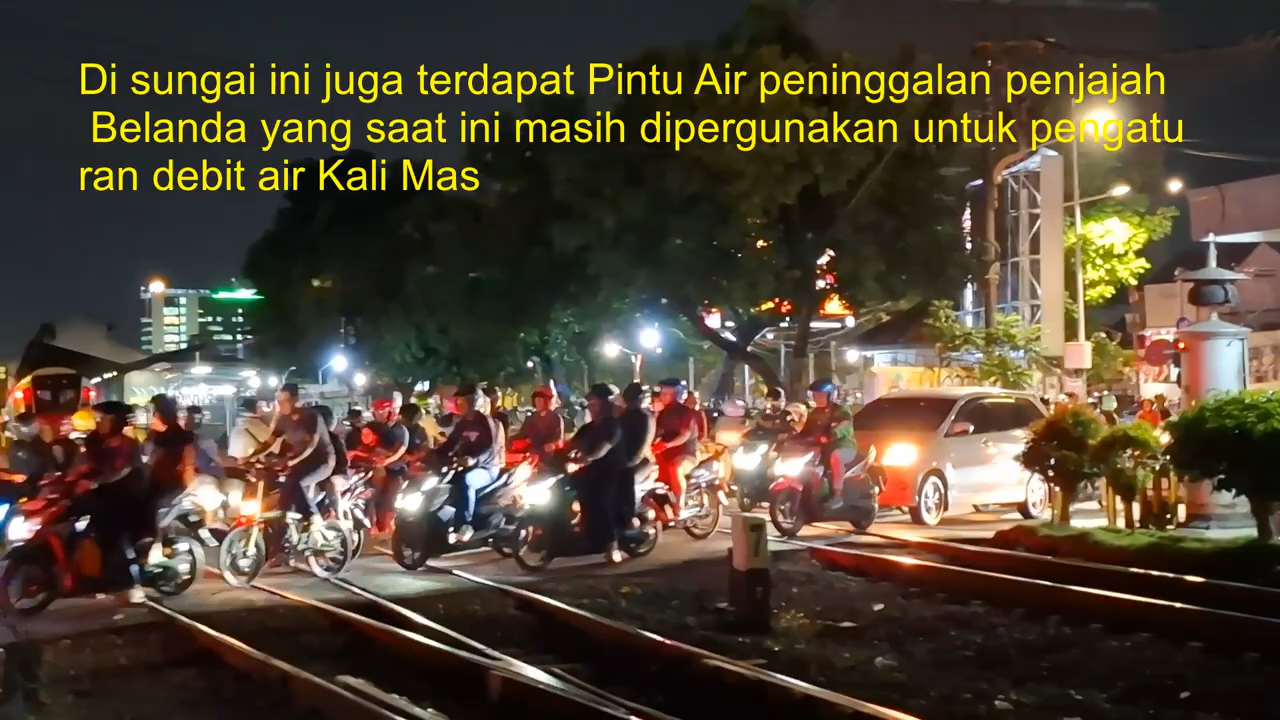 Di sungai ini juga terdapat Pintu Air peninggalan penjajah
Belanda yang saat ini masih dipergunakan untuk pengatu
ran debit air Kali Mas
7